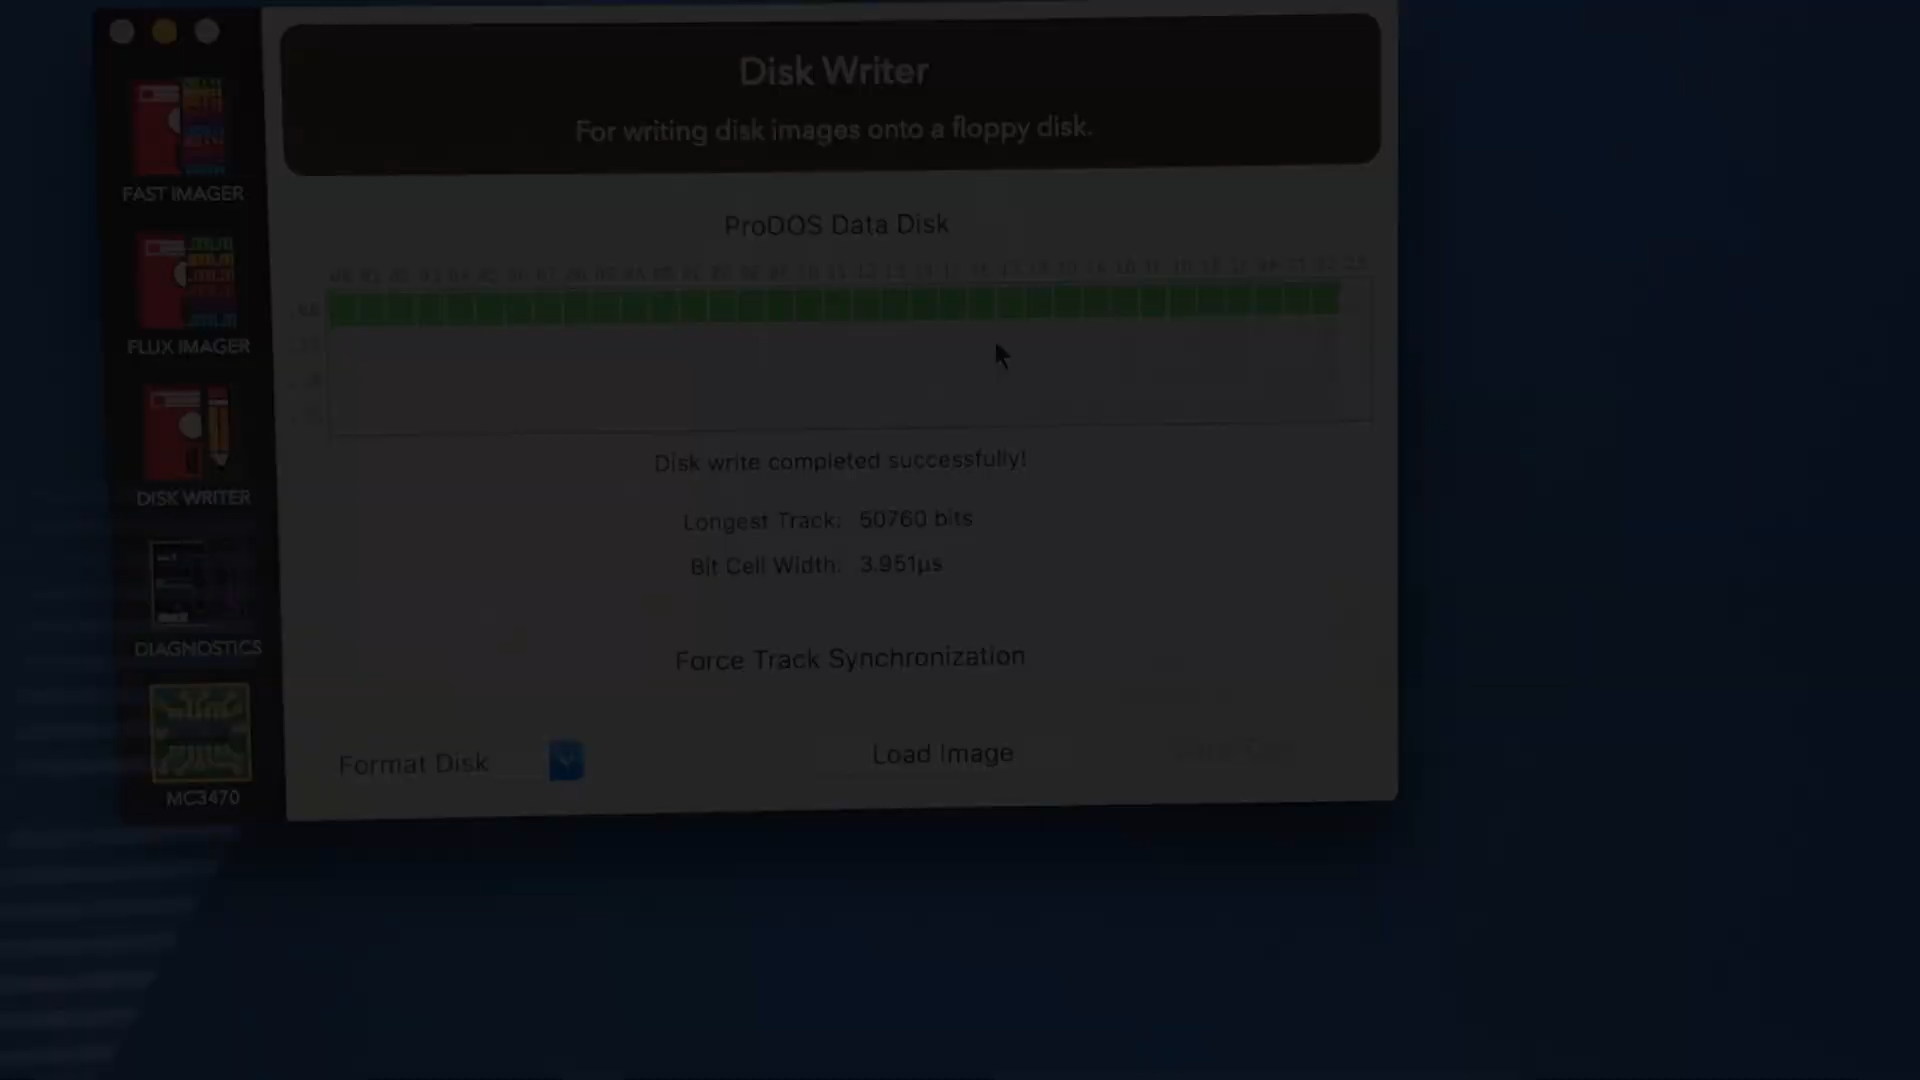 Disk Writer
For writing disk images onto a floppy disk.
FAST IMAGER
FLUX IMAGER
DISK WRITER
DIAGNOSTICS
MC3470
ProDOS Data Disk
Disk write completed successfully!
Longest Track: 50760 bits
Bit Cell Width: 3.951µs
Force Track Synchronization
Format Disk
Load Image